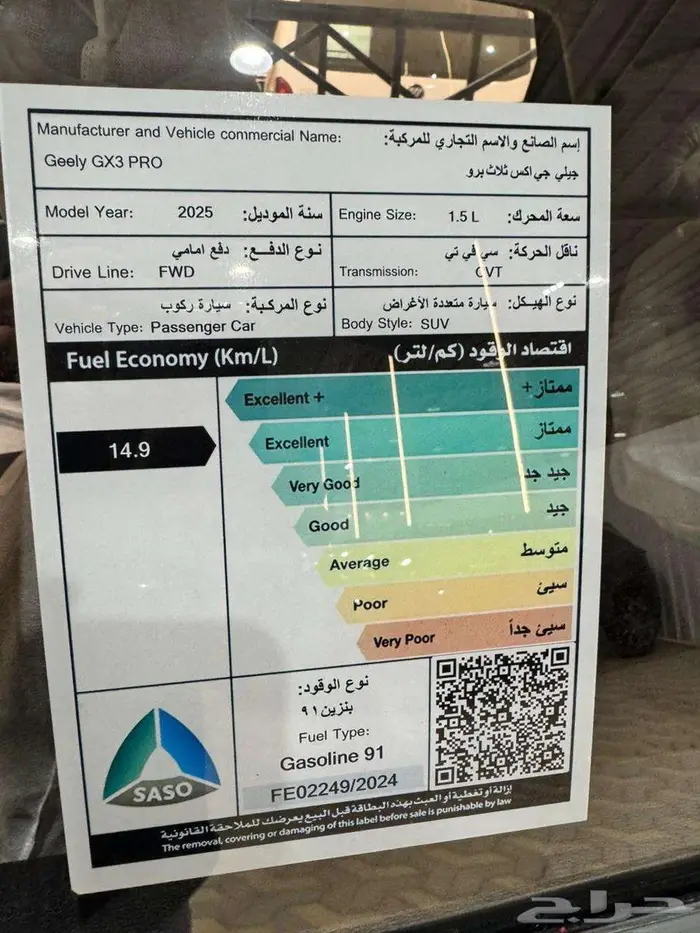 Manufacturer and Vehicle commercial Name: إسم الصانع والاسم التجاري للمركبة:
Geely GX3 PRO جيلي جي اكس ثلاث برو
Model Year: 2025 سنة الموديل: Engine Size: 1.5 L سعة المحرك:
نوع الدفـع: دفع امامي
Drive Line: FWD
ناقل الحركة: سي في تي
Transmission: CVT
نوع المركبة: سيارة ركوب
Vehicle Type: Passenger Car
نوع الهيكل: سيارة متعددة الأغراض
Body Style: SUV
Fuel Economy (Km/L) اقتصاد الوقود (كم/لتر)
14.9
Excellent + ممتاز+
Excellent ممتاز
Very Good جيد جدا
Good جيد
Average متوسط
Poor سيئ
Very Poor سيئ جداً
نوع الوقود:
بنزين ٩١
Fuel Type:
Gasoline 91
FE02249/2024
SASO
إزالة أو تغطية أو العبث بهذه البطاقة قبل البيع يعرضك للملاحقة القانونية
The removal, covering or damaging of this label before sale is punishable by law
حراج